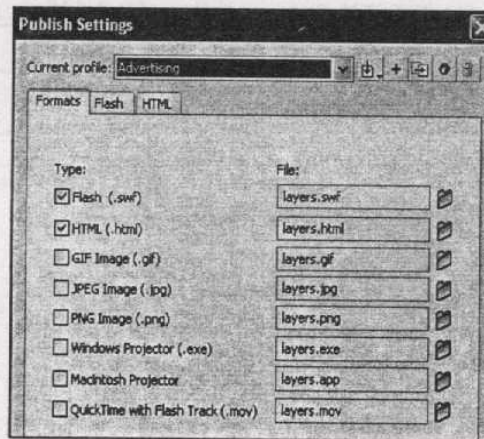 Publish Settings
Current profile: Advertising
Formats Flash HTML
Type: File:
Flash (.swf) layers.swf
HTML (.html) layers.html
GIF Image (.gif) layers.gif
JPEG Image (.jpg) layers.jpg
PNG Image (.png) layers.png
Windows Projector (.exe) layers.exe
Macintosh Projector layers.app
QuickTime with Flash Track (.mov) layers.mov